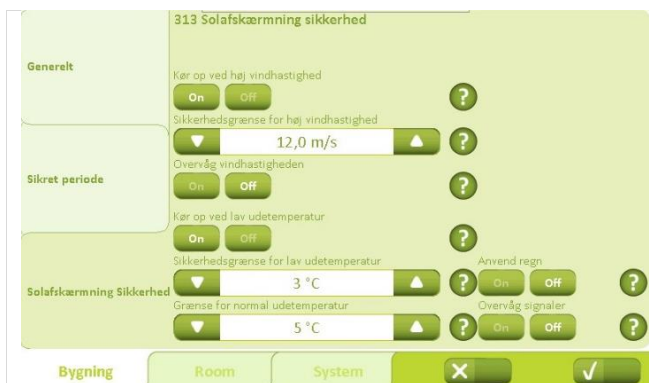 313 Solafskærmning sikkerhed
Generelt
Kør op ved høj vindhastighed
On Off ?
Sikkerhedsgrænse for høj vindhastighed
12,0 m/s ?
Overvåg vindhastigheden
Sikret periode
On Off ?
Kør op ved lav udetemperatur
On Off ?
Sikkerhedsgrænse for lav udetemperatur Anvend regn
Solafskærmning Sikkerhed
3 °C ? On Off ?
Grænse for normal udetemperatur Overvåg signaler
5 °C ? On Off ?
Bygning Room System